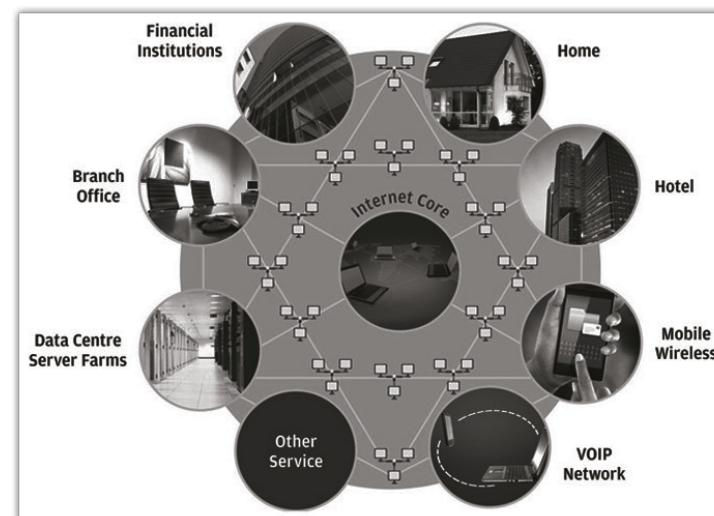 Financial
Institutions
Home
Branch
Office
Internet Core
Hotel
Data Centre
Server Farms
Mobile
Wireless
Other
Service
VOIP
Network